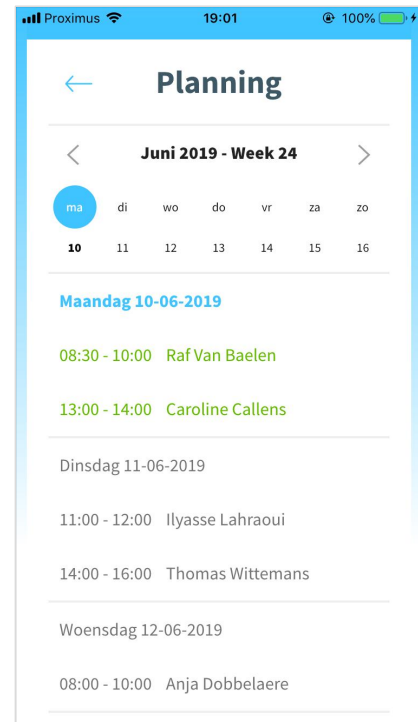 Proximus 19:01 100%
Planning
Juni 2019 - Week 24
ma di wo do vr za zo
10 11 12 13 14 15 16
Maandag 10-06-2019
08:30 - 10:00 Raf Van Baelen
13:00 - 14:00 Caroline Callens
Dinsdag 11-06-2019
11:00 - 12:00 Ilyasse Lahraoui
14:00 - 16:00 Thomas Wittemans
Woensdag 12-06-2019
08:00 - 10:00 Anja Dobbelaere